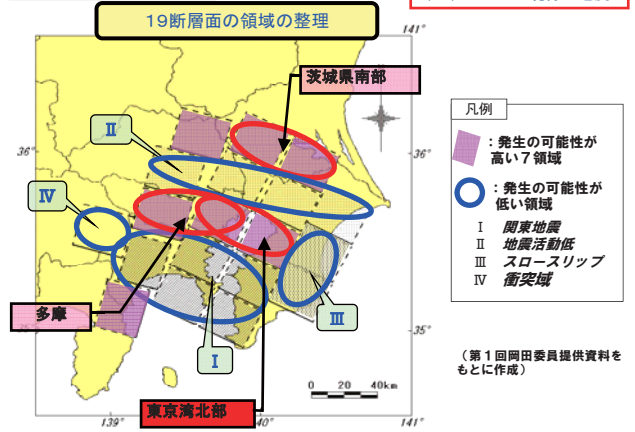 19断層面の領域の整理
141°
茨城県南部
Ⅱ
36°
36°
Ⅳ
多摩
Ⅲ
Ⅰ
35°
東京湾北部
0 20 40km
139°
40°
141°
凡例
：発生の可能性が
高い7領域
：発生の可能性が
低い領域
Ⅰ 関東地震
Ⅱ 地震活動低
Ⅲ スロースリップ
Ⅳ 衝突域
（第１回岡田委員提供資料を
もとに作成）